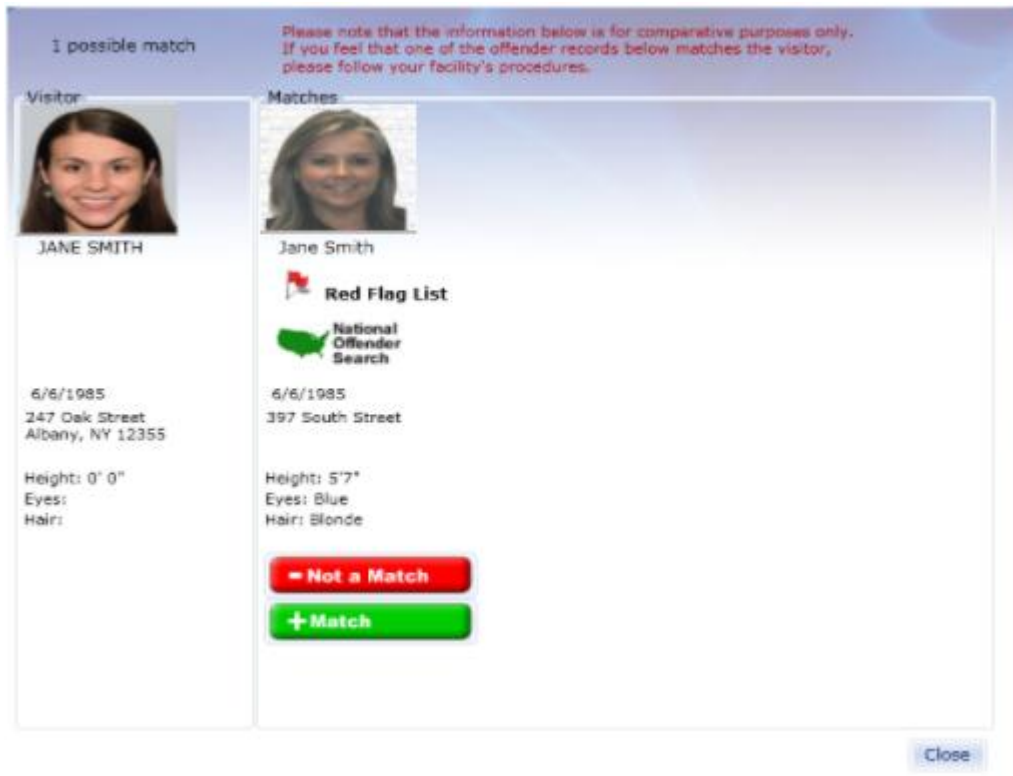 1 possible match
Please note that the information below is for comparative purposes only.
If you feel that one of the offender records below matches the visitor,
please follow your facility's procedures.
Visitor
JANE SMITH
6/6/1985
247 Oak Street
Albany, NY 12355
Height: 0' 0"
Eyes:
Hair:
Matches
Jane Smith
Red Flag List
National
Offender
Search
6/6/1985
397 South Street
Height: 5'7"
Eyes: Blue
Hair: Blonde
- Not a Match
+ Match
Close